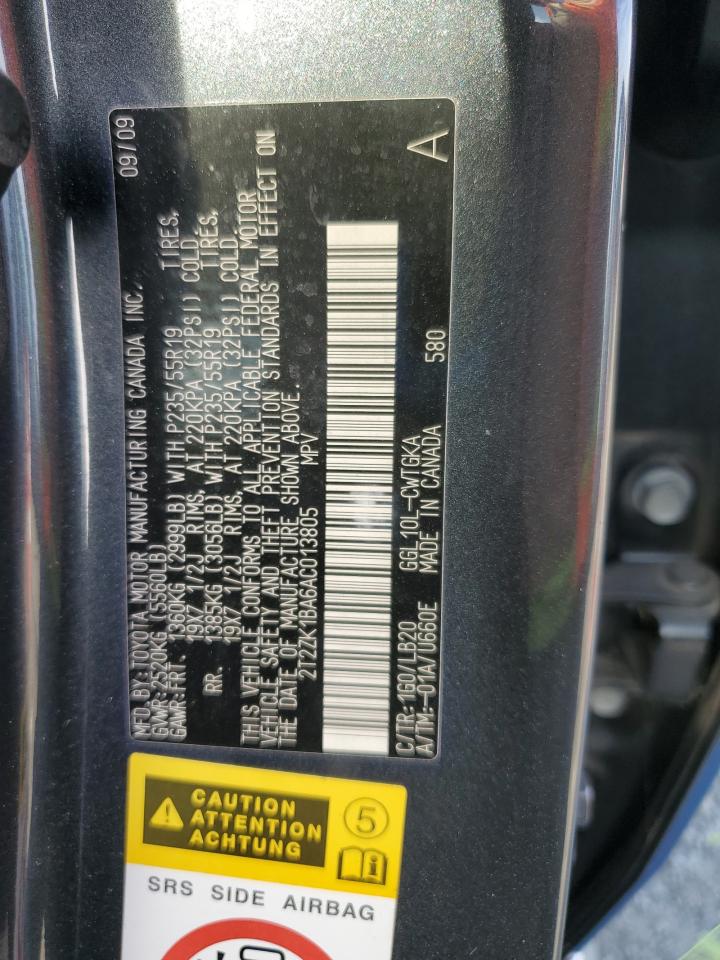 MFD. BY: TOYOTA MOTOR MANUFACTURING CANADA INC. 09/09
GVWR: 2520KG (5560LB)
GAWR: FRT. 1360KG (2999LB) WITH P235/55R19 TIRES,
19X7 1/2J RIMS, AT 220KPA (32PSI) COLD.
RR. 1385KG (3056LB) WITH P235/55R19 TIRES,
19X7 1/2J RIMS, AT 220KPA (32PSI) COLD.
THIS VEHICLE CONFORMS TO ALL APPLICABLE FEDERAL MOTOR
VEHICLE SAFETY AND THEFT PREVENTION STANDARDS IN EFFECT ON
THE DATE OF MANUFACTURE SHOWN ABOVE.
2T2ZK1BA6AC013805 MPV
C/TR:1G0/LB20 GGL10L-CWTGKA 580 A
A/TM:-01A/U660E MADE IN CANADA
CAUTION
ATTENTION
ACHTUNG
5
i
SRS SIDE AIRBAG